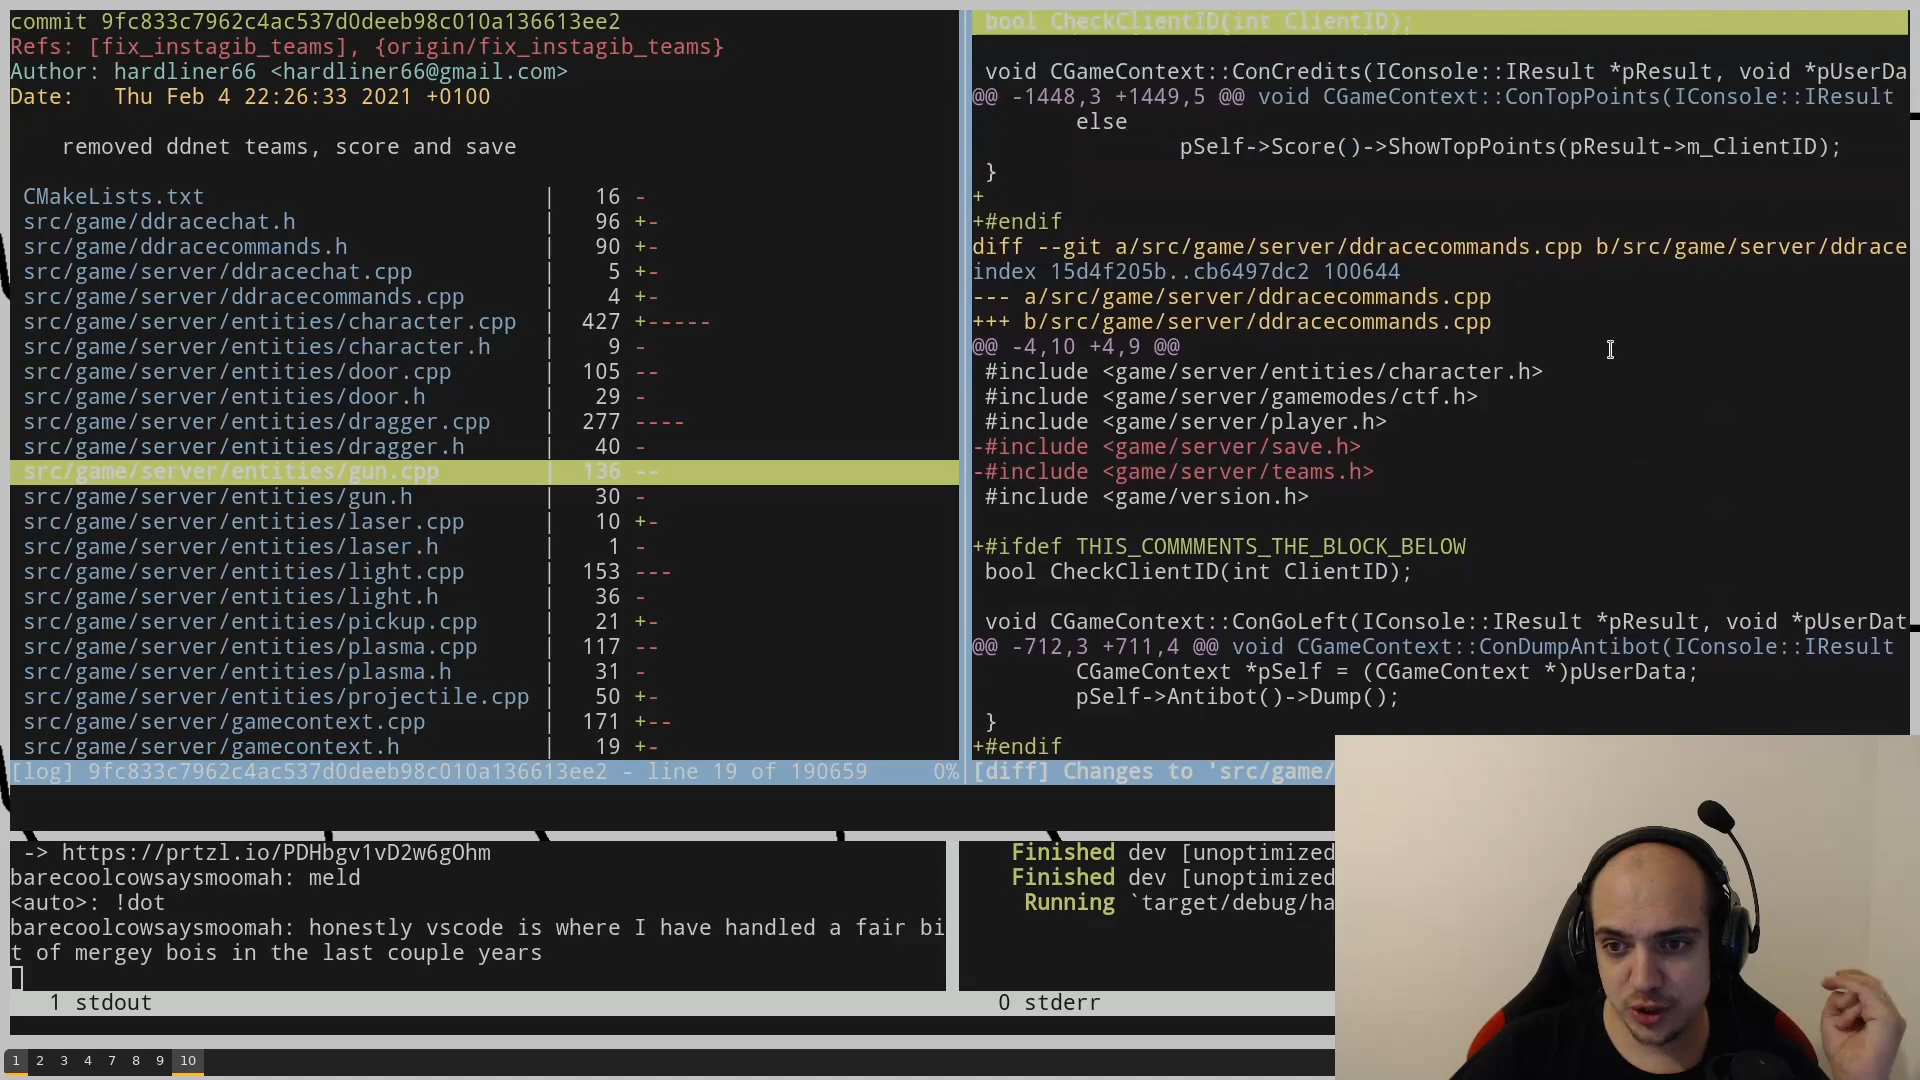 commit 9fc833c7962c4ac537d0deeb98c010a136613ee2
Refs: [fix_instagib_teams], {origin/fix_instagib_teams}
Author: hardliner66 <hardliner66@gmail.com>
Date:   Thu Feb 4 22:26:33 2021 +0100
removed ddnet teams, score and save
CMakeLists.txt | 16 -
src/game/ddracechat.h | 96 +-
src/game/ddracecommands.h | 90 +-
src/game/server/ddracechat.cpp | 5 +-
src/game/server/ddracecommands.cpp | 4 +-
src/game/server/entities/character.cpp | 427 +-----
src/game/server/entities/character.h | 9 -
src/game/server/entities/door.cpp | 105 --
src/game/server/entities/door.h | 29 -
src/game/server/entities/dragger.cpp | 277 ----
src/game/server/entities/dragger.h | 40 -
src/game/server/entities/gun.cpp | 136 --
src/game/server/entities/gun.h | 30 -
src/game/server/entities/laser.cpp | 10 +-
src/game/server/entities/laser.h | 1 -
src/game/server/entities/light.cpp | 153 ---
src/game/server/entities/light.h | 36 -
src/game/server/entities/pickup.cpp | 21 +-
src/game/server/entities/plasma.cpp | 117 --
src/game/server/entities/plasma.h | 31 -
src/game/server/entities/projectile.cpp | 50 +-
src/game/server/gamecontext.cpp | 171 +--
src/game/server/gamecontext.h | 19 +-
[log] 9fc833c7962c4ac537d0deeb98c010a136613ee2 - line 19 of 190659 0%
bool CheckClientID(int ClientID);
void CGameContext::ConCredits(IConsole::IResult *pResult, void *pUserDa
@@ -1448,3 +1449,5 @@ void CGameContext::ConTopPoints(IConsole::IResult
else
pSelf->Score()->ShowTopPoints(pResult->m_ClientID);
}
+
+#endif
diff --git a/src/game/server/ddracecommands.cpp b/src/game/server/ddrace
index 15d4f205b..cb6497dc2 100644
--- a/src/game/server/ddracecommands.cpp
+++ b/src/game/server/ddracecommands.cpp
@@ -4,10 +4,9 @@
#include <game/server/entities/character.h>
#include <game/server/gamemodes/ctf.h>
#include <game/server/player.h>
-#include <game/server/save.h>
-#include <game/server/teams.h>
#include <game/version.h>
+#ifdef THIS_COMMMENTS_THE_BLOCK_BELOW
bool CheckClientID(int ClientID);
void CGameContext::ConGoLeft(IConsole::IResult *pResult, void *pUserDat
@@ -712,3 +711,4 @@ void CGameContext::ConDumpAntibot(IConsole::IResult
CGameContext *pSelf = (CGameContext *)pUserData;
pSelf->Antibot()->Dump();
}
+#endif
[diff] Changes to 'src/game/
-> https://prtzl.io/PDHbgv1vD2w6gOhm
barecoolcowsaysmoomah: meld
<auto>: !dot
barecoolcowsaysmoomah: honestly vscode is where I have handled a fair bi
t of mergey bois in the last couple years
1 stdout
Finished dev [unoptimized
Finished dev [unoptimized
Running `target/debug/ha
0 stderr
1 2 3 4 7 8 9 10